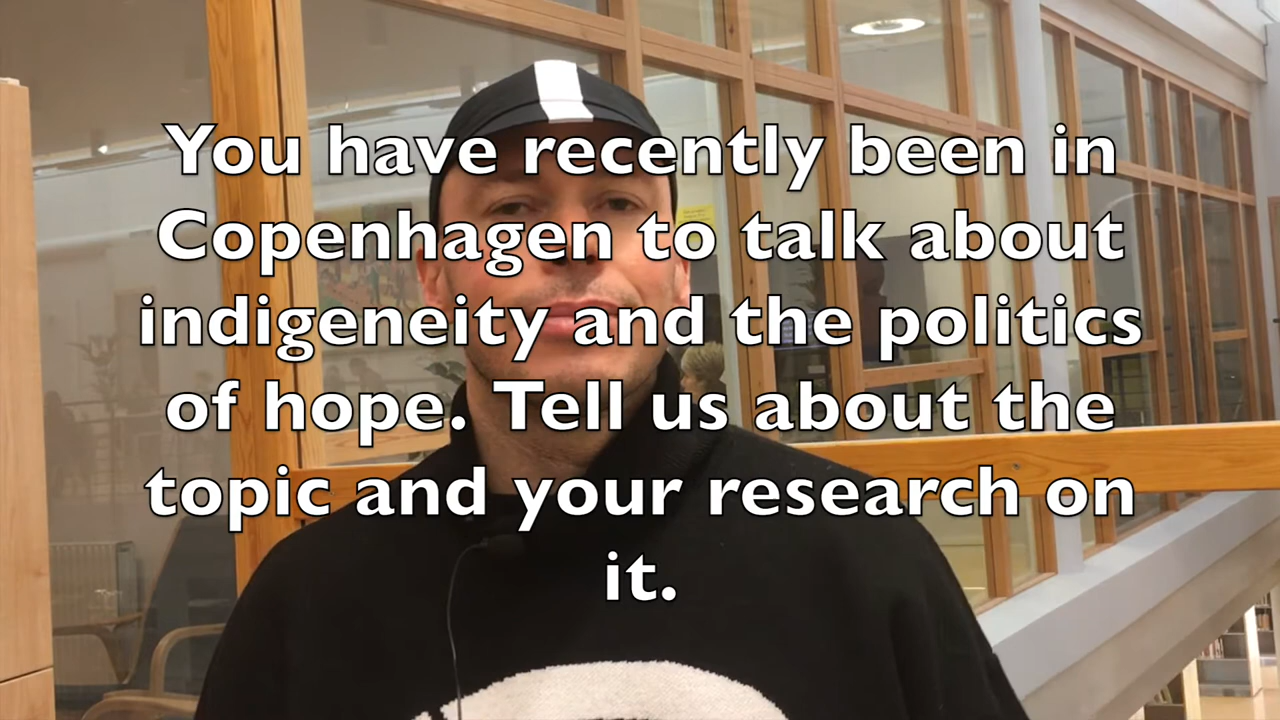 You have recently been in
Copenhagen to talk about
indigeneity and the politics
of hope. Tell us about the
topic and your research on
it.